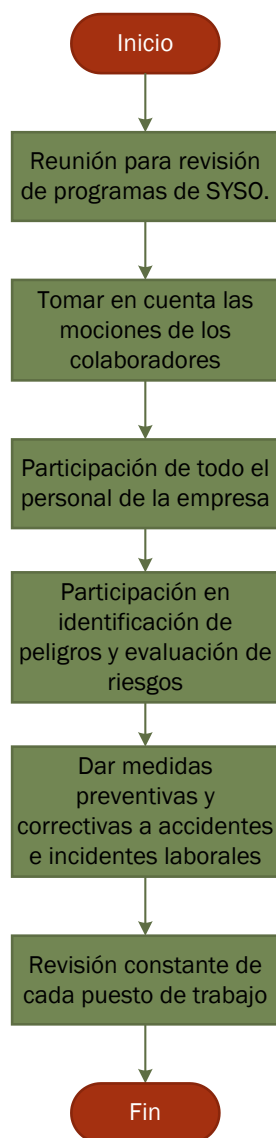 Inicio
Reunión para revisión
de programas de SYSO.
Tomar en cuenta las
mociones de los
colaboradores
Participación de todo el
personal de la empresa
Participación en
identificación de
peligros y evaluación de
riesgos
Dar medidas
preventivas y
correctivas a accidentes
e incidentes laborales
Revisión constante de
cada puesto de trabajo
Fin